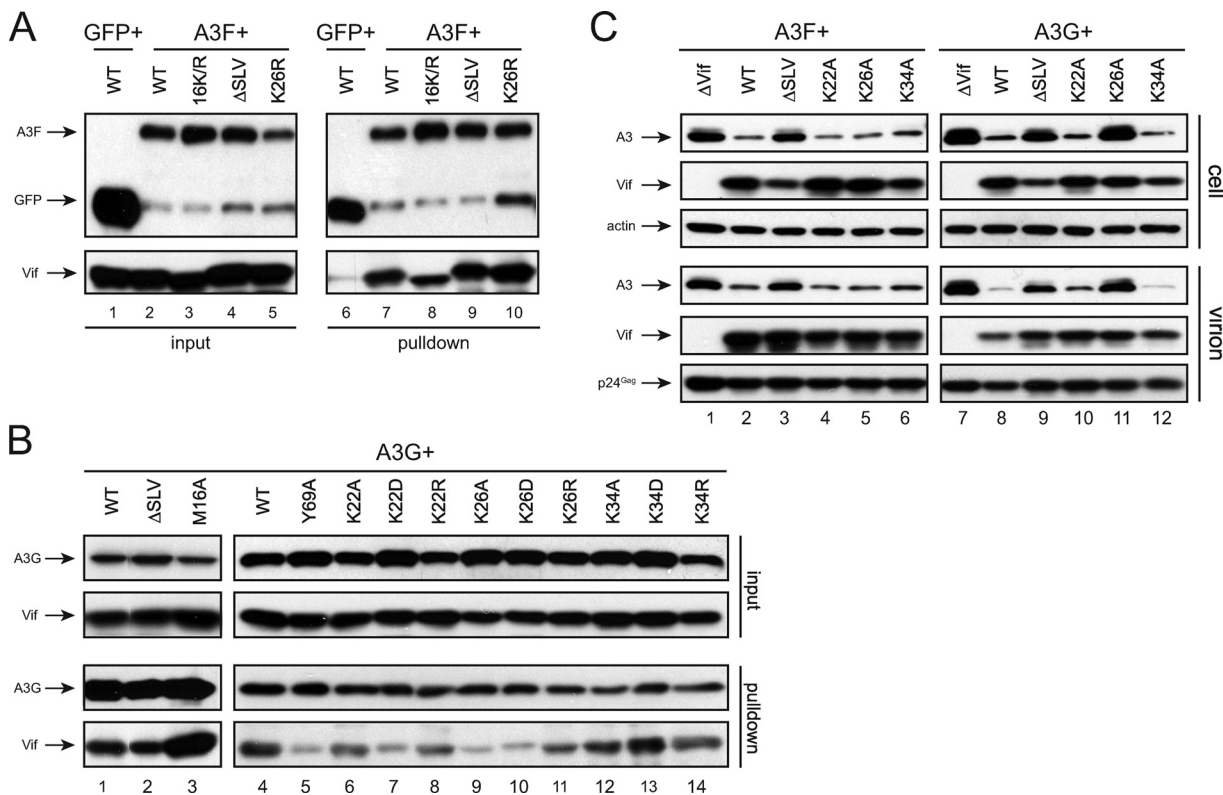 A
GFP+ A3F+ GFP+ A3F+
WT WT 16K/R ΔSLV K26R WT WT 16K/R ΔSLV K26R
A3F
GFP
Vif
1 2 3 4 5 6 7 8 9 10
input pulldown
B
A3G+
WT ΔSLV M16A WT Y69A K22A K22D K22R K26A K26D K26R K34A K34D K34R
A3G
Vif
input
A3G
Vif
pulldown
1 2 3 4 5 6 7 8 9 10 11 12 13 14
C
A3F+ A3G+
ΔVif WT ΔSLV K22A K26A K34A ΔVif WT ΔSLV K22A K26A K34A
A3
Vif
actin
cell
A3
Vif
p24Gag
virion
1 2 3 4 5 6 7 8 9 10 11 12